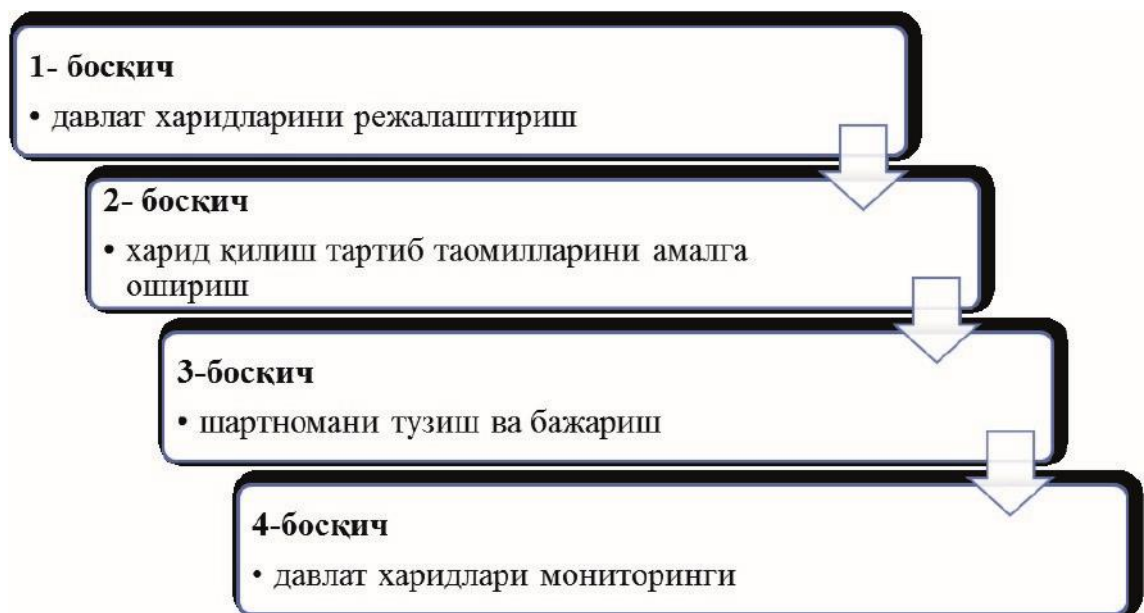 1- босқич
• давлат харидларини режалаштириш
2- босқич
• харид қилиш тартиб таомилларини амалга
ошириш
3-босқич
• шартномани тузиш ва бажариш
4-босқич
• давлат харидлари мониторинги